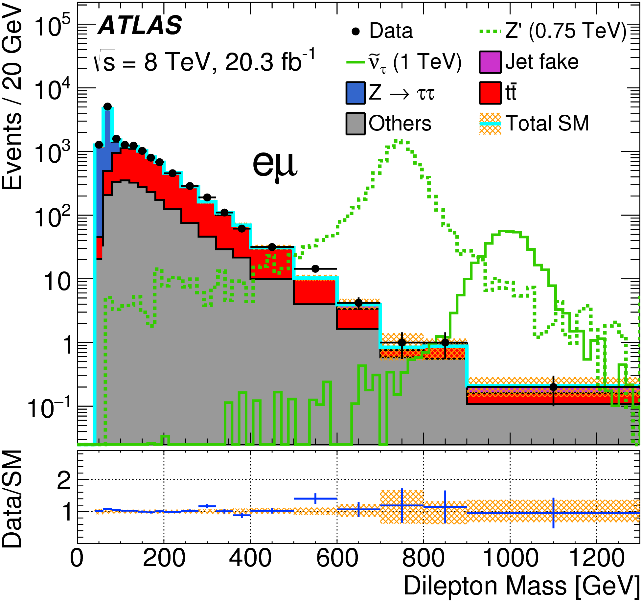 ATLAS
√s = 8 TeV, 20.3 fb⁻¹
Data
Z' (0.75 TeV)
ν̃τ (1 TeV)
Jet fake
Z → ττ
tt̄
Others
Total SM
eμ
Events / 20 GeV
10⁵
10⁴
10³
10²
10
1
10⁻¹
Data/SM
2
1
0 200 400 600 800 1000 1200
Dilepton Mass [GeV]